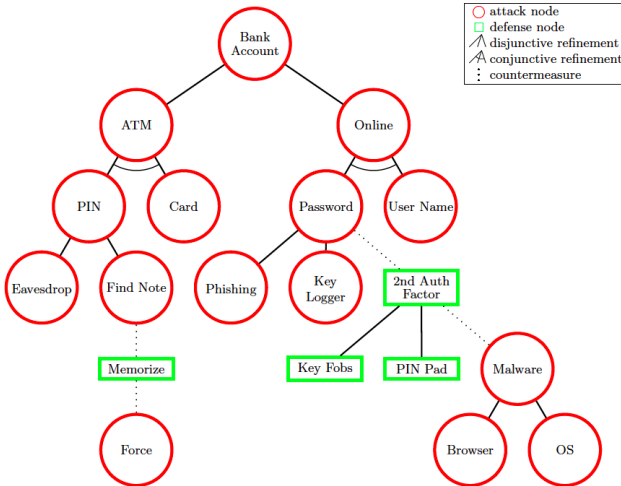 Bank
Account
attack node
defense node
disjunctive refinement
conjunctive refinement
countermeasure
ATM
Online
PIN
Card
Password
User Name
Eavesdrop
Find Note
Phishing
Key
Logger
2nd Auth
Factor
Memorize
Key Fobs
PIN Pad
Malware
Force
Browser
OS